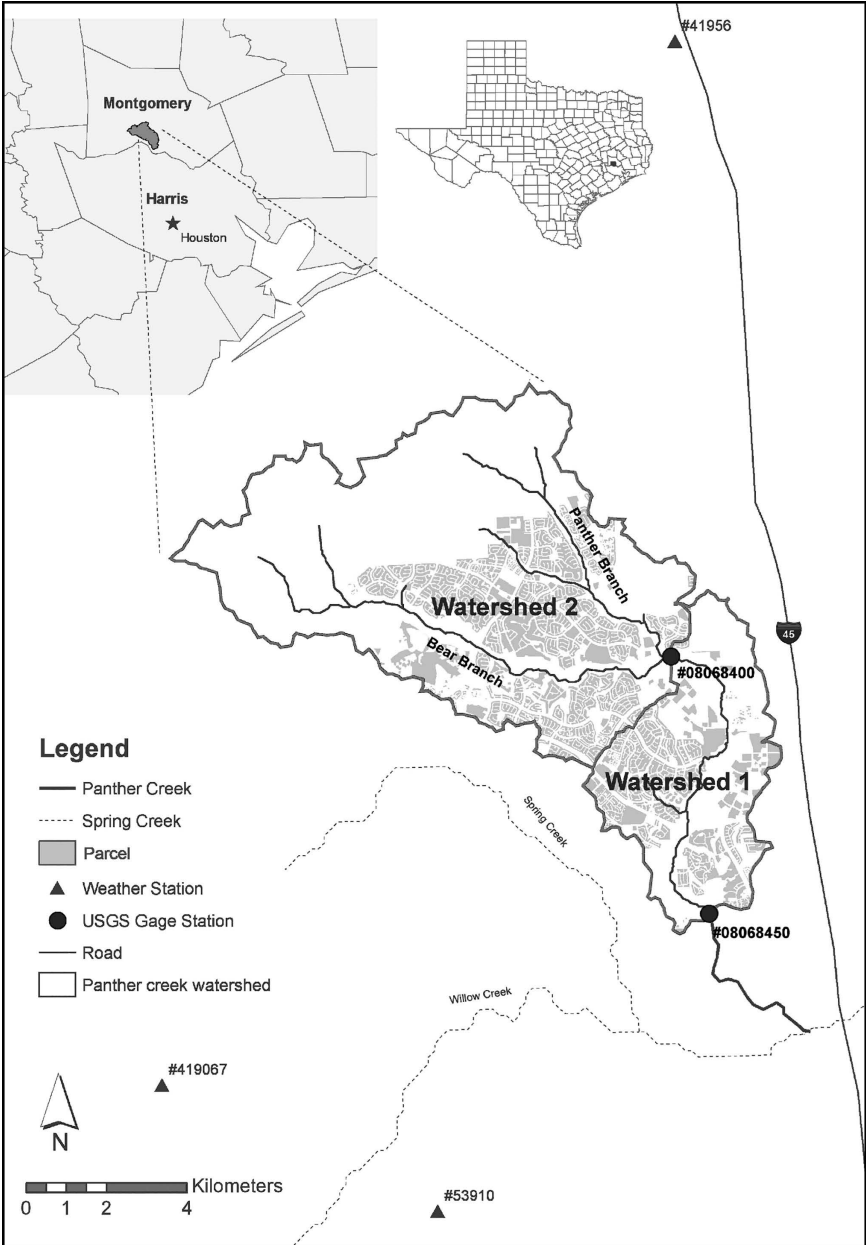 #41956
Montgomery
Harris
Houston
Panther Branch
Watershed 2
45
Bear Branch
#08068400
Legend
Watershed 1
Panther Creek
Spring Creek
Spring Creek
Parcel
Weather Station
USGS Gage Station
#08068450
Road
Panther creek watershed
Willow Creek
#419067
N
Kilometers
0 1 2 4
#53910